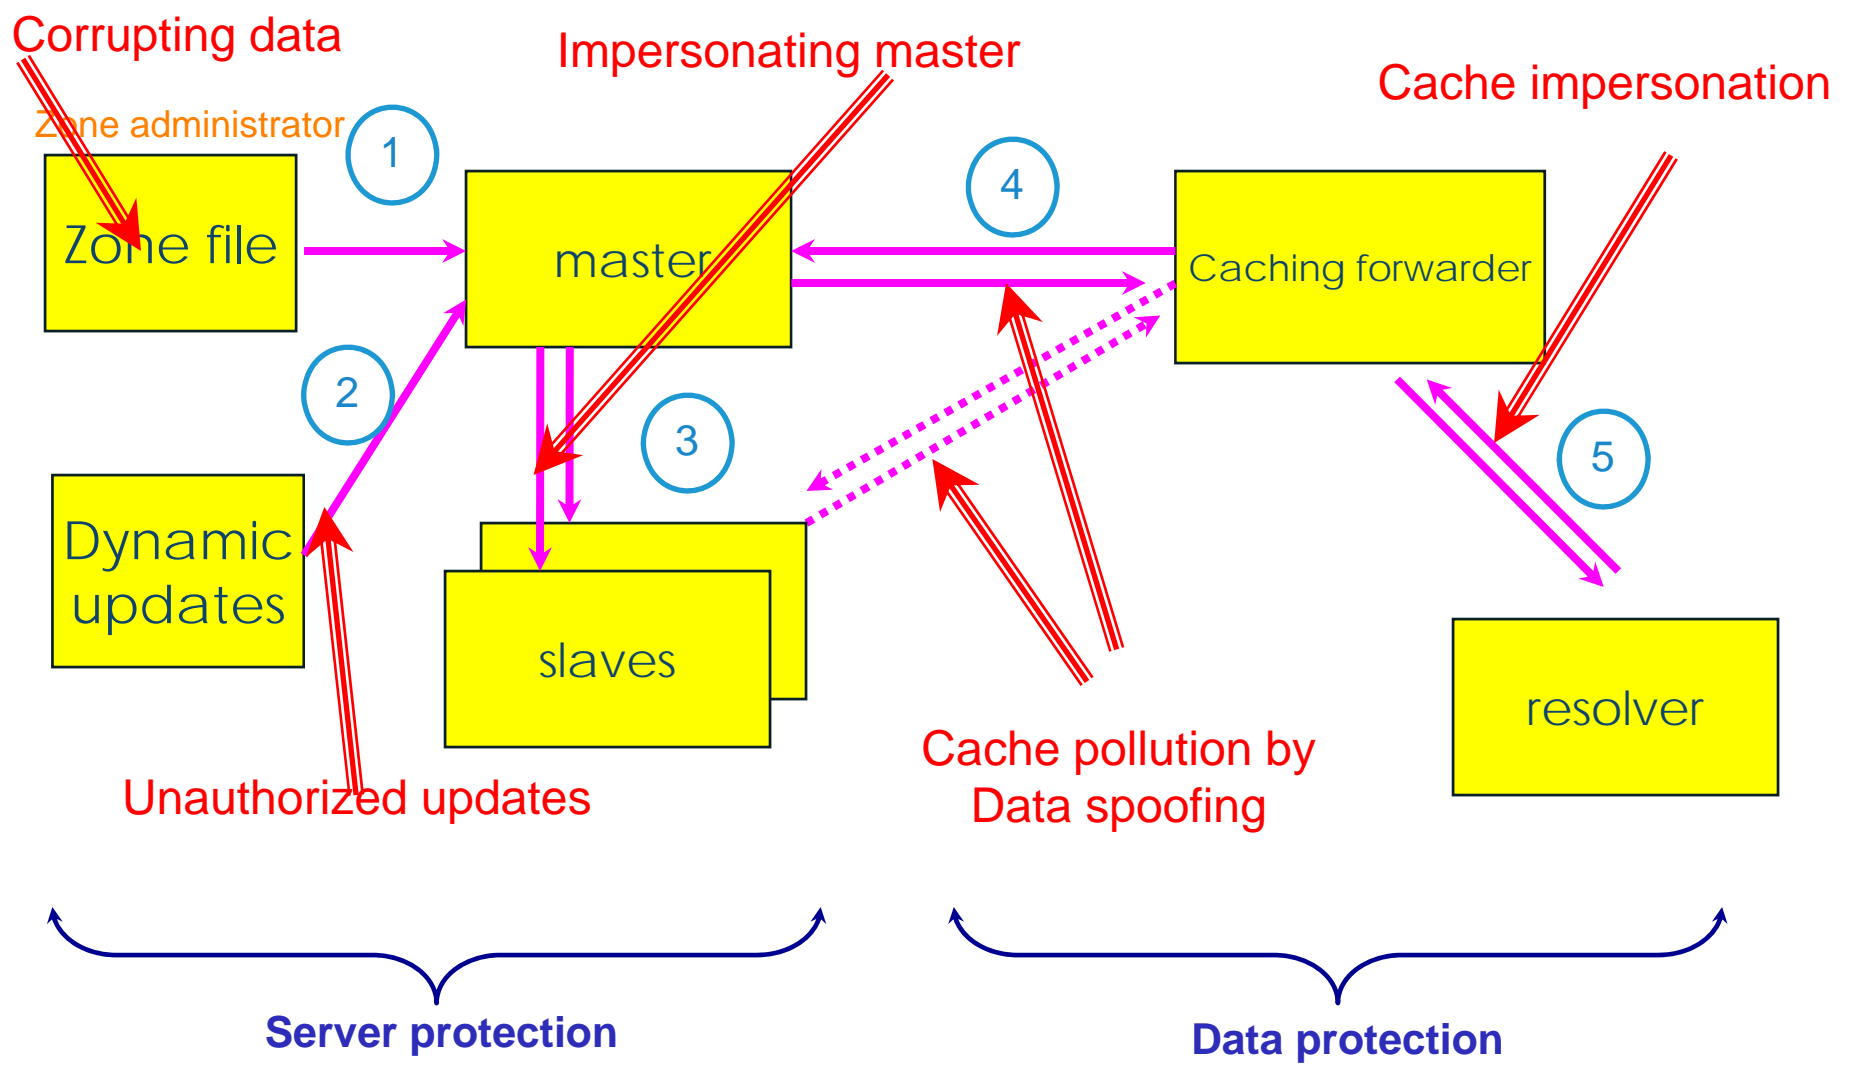 Corrupting data
Impersonating master
Cache impersonation
Zone administrator
1
4
Zone file
master
Caching forwarder
2
3
5
Dynamic
updates
slaves
resolver
Unauthorized updates
Cache pollution by
Data spoofing
Server protection
Data protection